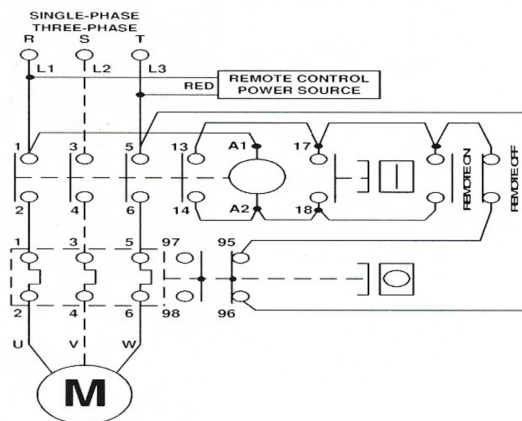 SINGLE-PHASE
THREE-PHASE
R S T
L1 L2 L3
RED
REMOTE CONTROL
POWER SOURCE
1 3 5 13 A1 17
REMOTE ON
REMOTE OFF
2 4 6 14 A2 18
1 3 5 97 95
2 4 6 98 96
U V W
M